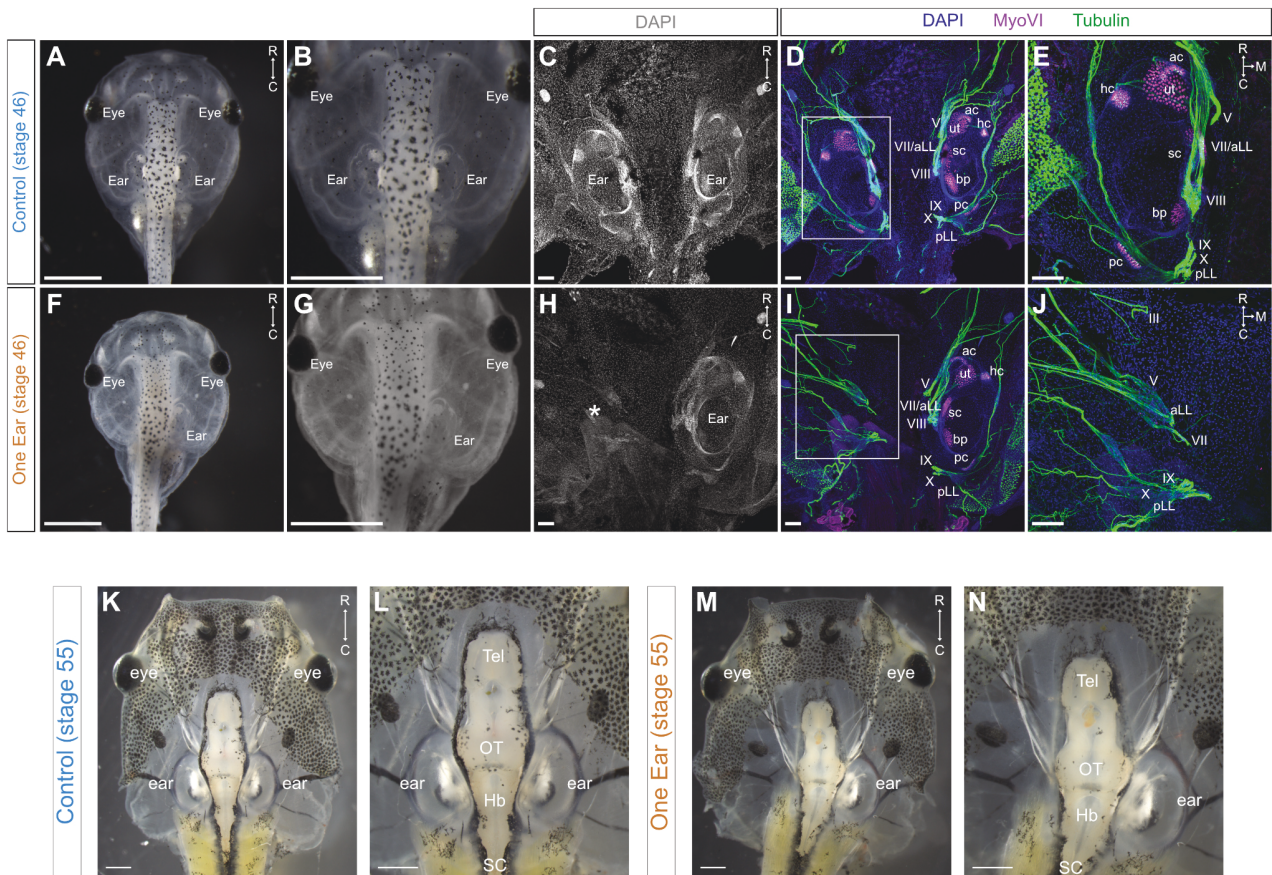 DAPI
DAPI MyoVI Tubulin
Control (stage 46)
A
Eye
Eye
Ear
Ear
R
C
B
Eye
Eye
Ear
Ear
C
Ear
Ear
R
C
D
ac
V
ut
hc
VII/aLL
sc
VIII
bp
IX
pc
X
pLL
E
R
M
C
ac
hc
ut
V
VII/aLL
sc
VIII
bp
IX
X
pc
pLL
One Ear (stage 46)
F
Eye
Eye
Ear
R
C
G
Eye
Eye
Ear
H
*
Ear
R
C
I
ac
ut
hc
V
VII/aLL
sc
VIII
bp
IX
pc
X
pLL
J
R
M
C
III
V
aLL
VII
IX
X
pLL
Control (stage 55)
K
R
C
eye
eye
ear
ear
L
Tel
OT
ear
ear
Hb
SC
One Ear (stage 55)
M
R
C
eye
eye
ear
N
Tel
OT
ear
Hb
SC